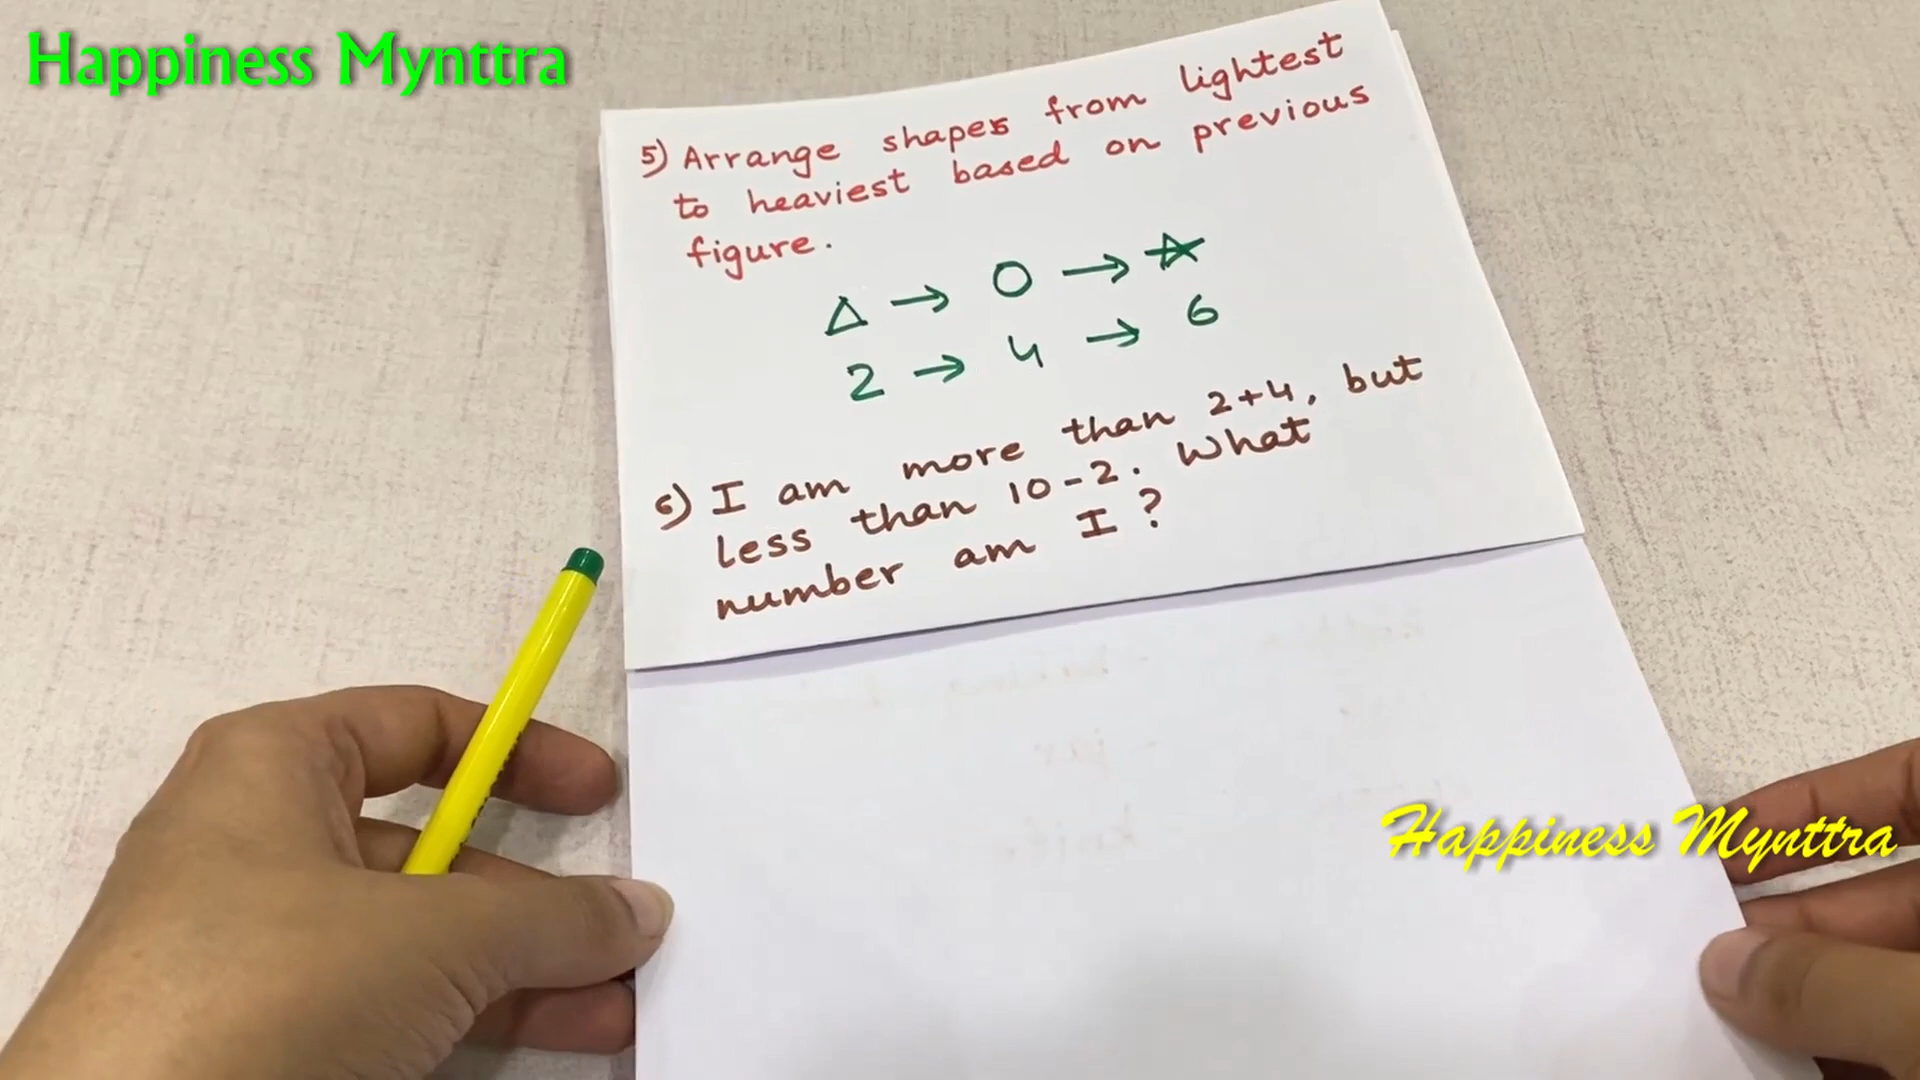 Happiness Mynttra
5) Arrange shapes from lightest
to heaviest based on previous
figure.
△ → O → ☆
2 → 4 → 6
6) I am more than 2+4, but
less than 10-2. What
number am I ?
Happiness Mynttra